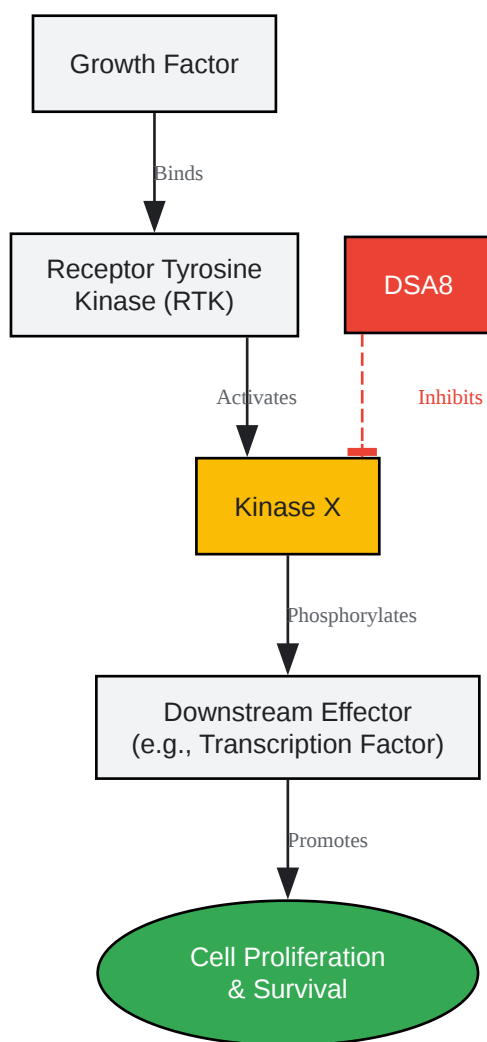 Growth Factor
Binds
Receptor Tyrosine
Kinase (RTK)
DSA8
Activates
Inhibits
Kinase X
Phosphorylates
Downstream Effector
(e.g., Transcription Factor)
Promotes
Cell Proliferation
& Survival